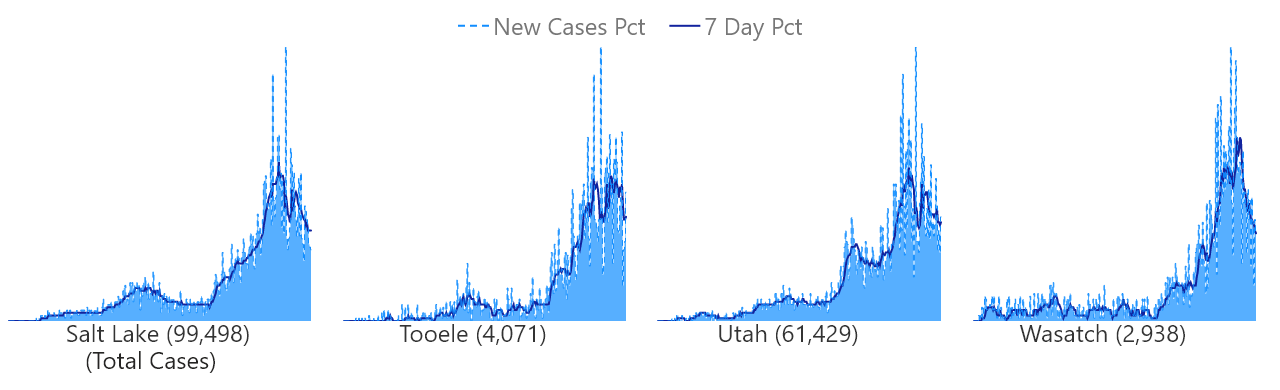 New Cases Pct 7 Day Pct
Salt Lake (99,498) Tooele (4,071) Utah (61,429) Wasatch (2,938)
(Total Cases)